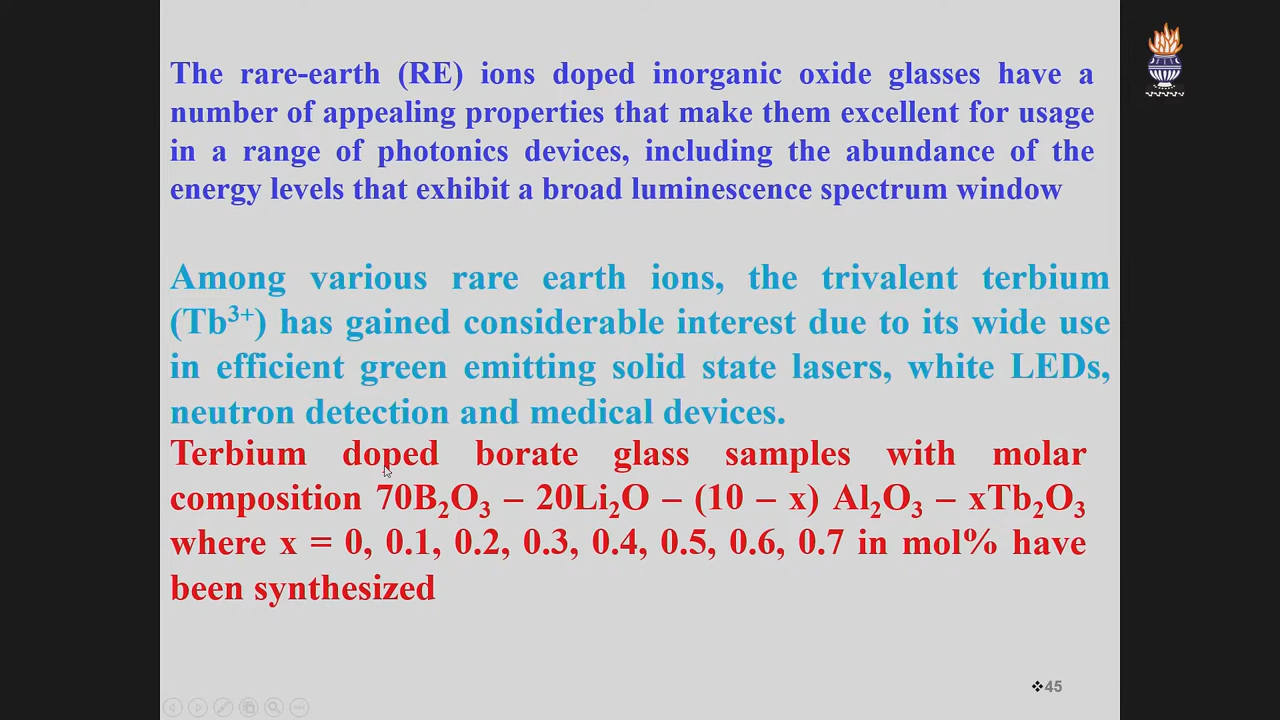 The rare-earth (RE) ions doped inorganic oxide glasses have a
number of appealing properties that make them excellent for usage
in a range of photonics devices, including the abundance of the
energy levels that exhibit a broad luminescence spectrum window
Among various rare earth ions, the trivalent terbium
(Tb³⁺) has gained considerable interest due to its wide use
in efficient green emitting solid state lasers, white LEDs,
neutron detection and medical devices.
Terbium doped borate glass samples with molar
composition 70B₂O₃ – 20Li₂O – (10 – x) Al₂O₃ – xTb₂O₃
where x = 0, 0.1, 0.2, 0.3, 0.4, 0.5, 0.6, 0.7 in mol% have
been synthesized
❖45